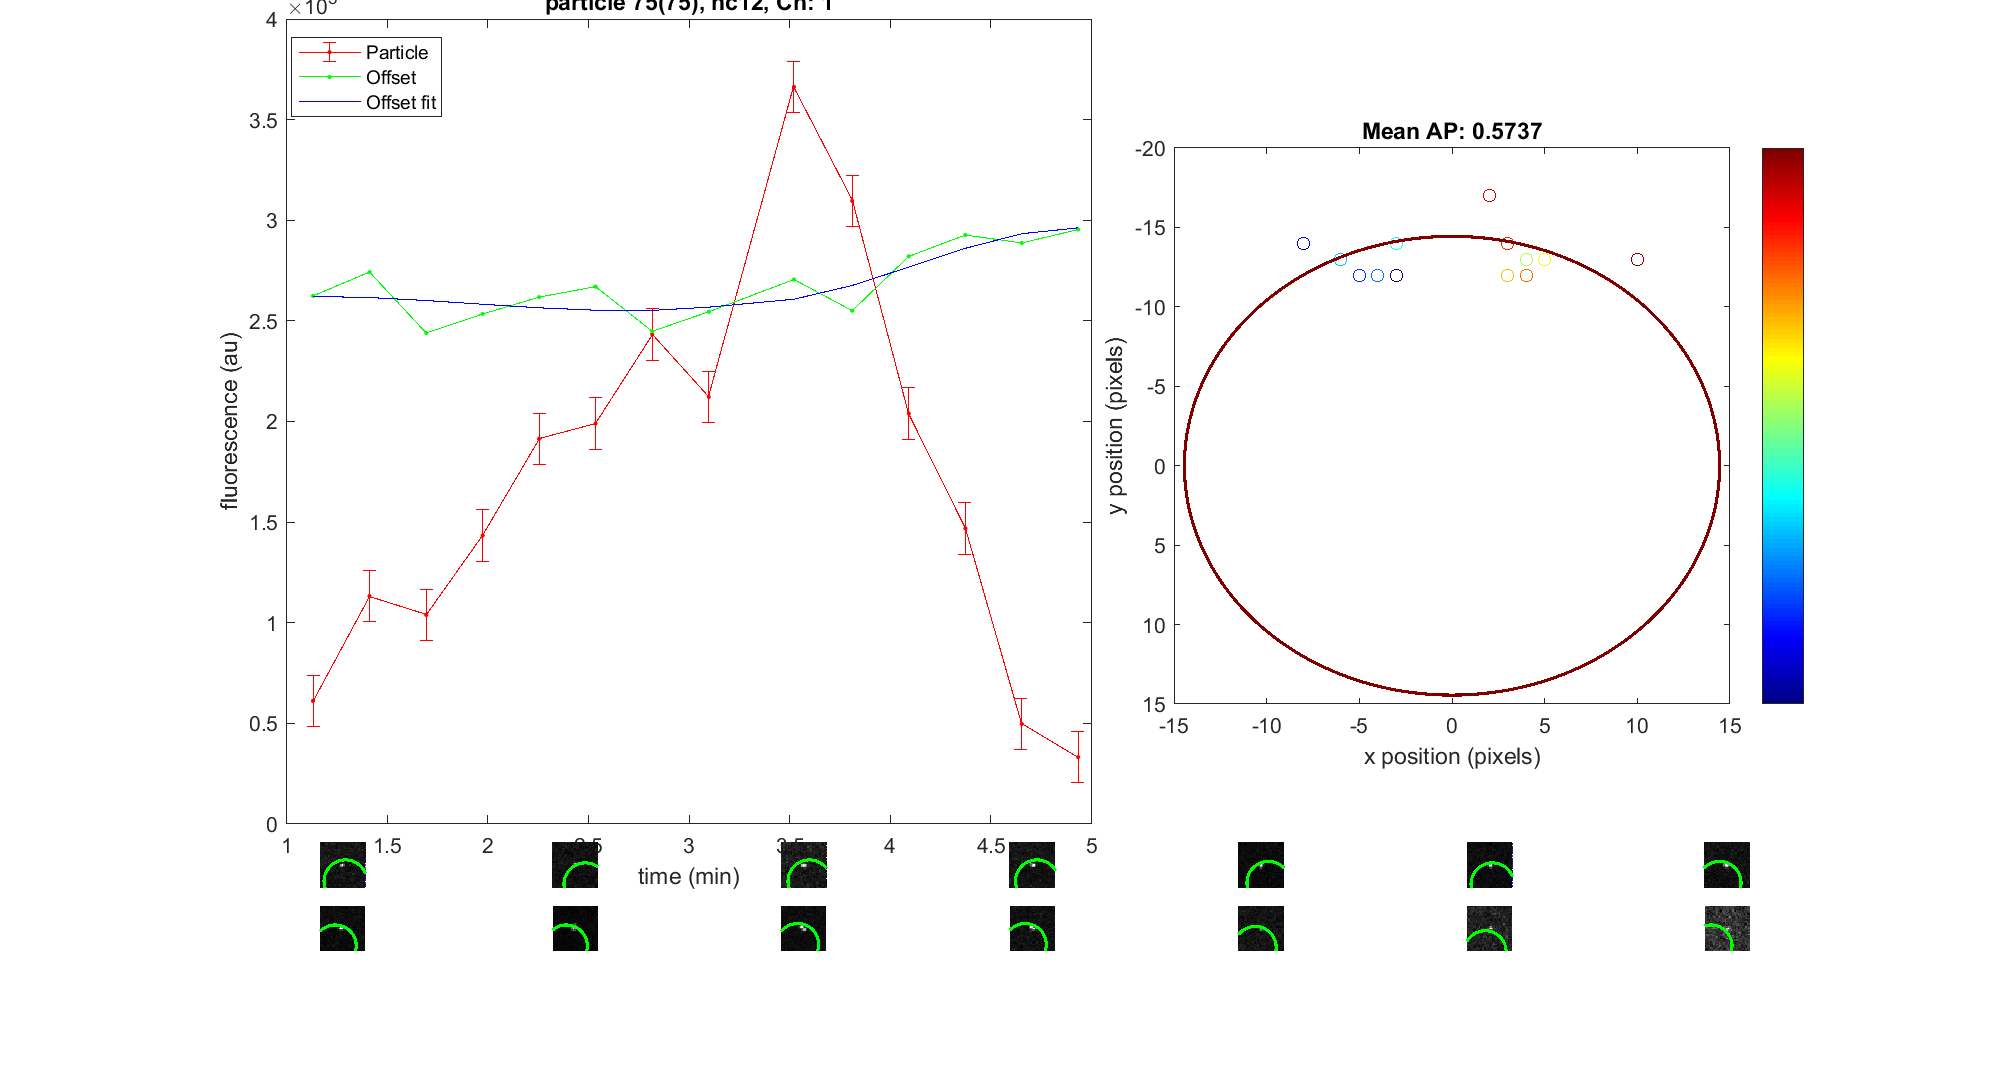 particle 75(75), nc12, Ch: 1
4
3.5
3
2.5
2
1.5
1
0.5
0
fluorescence (au)
Particle
Offset
Offset fit
1 1.5 2 3 3.5 4 4.5 5
time (min)
Mean AP: 0.5737
-20
-15
-10
-5
0
5
10
15
y position (pixels)
-15 -10 -5 0 5 10 15
x position (pixels)